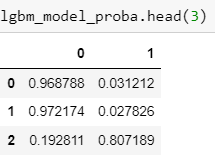 lgbm_model_proba.head(3)
0 1
0 0.968788 0.031212
1 0.972174 0.027826
2 0.192811 0.807189